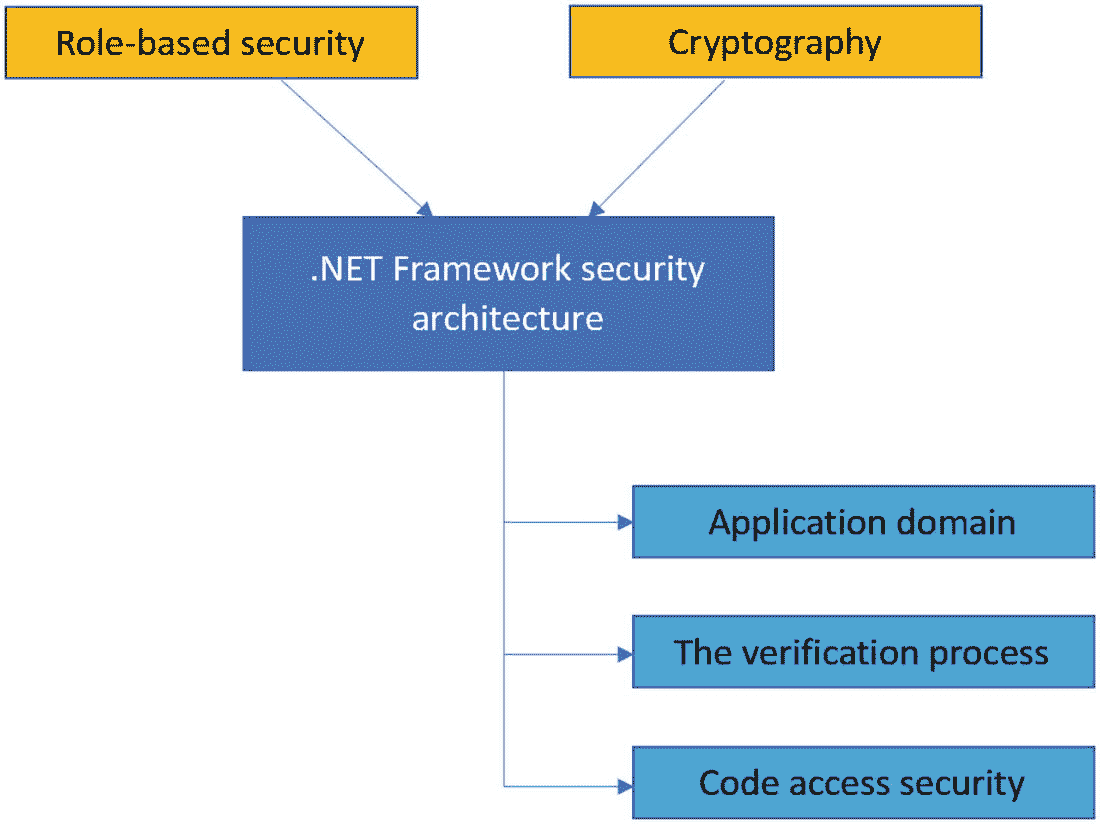 Role-based security
Cryptography
.NET Framework security
architecture
Application domain
The verification process
Code access security